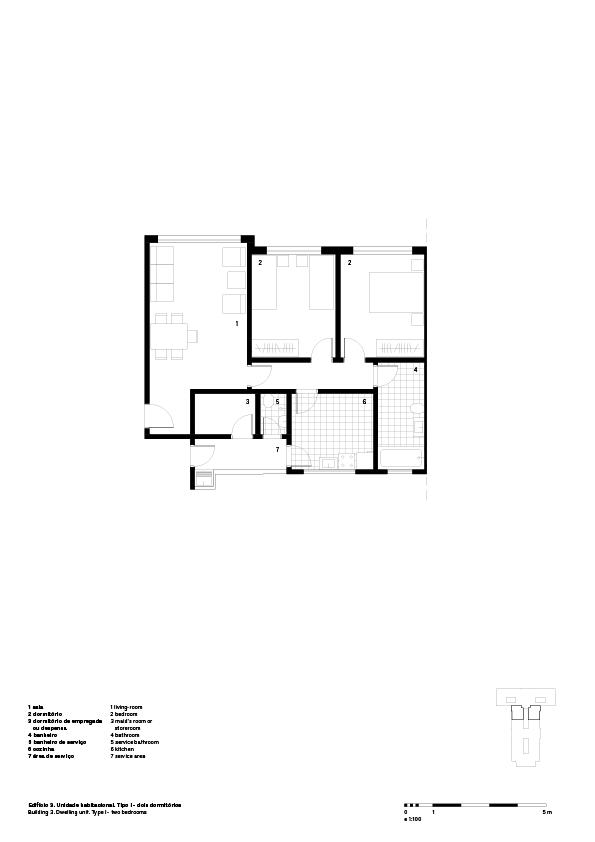 2
2
1
4
3
5
6
7
1 sala
2 dormitório
3 dormitório de empregada
ou despensa
4 banheiro
5 banheiro de serviço
6 cozinha
7 área de serviço
1 living-room
2 bedroom
3 maid's room or
storeroom
4 bathroom
5 service bathroom
6 kitchen
7 service area
Edifício 3. Unidade habitacional. Tipo I - dois dormitórios
Building 3. Dwelling unit. Type I - two bedrooms
0 1 5 m
e 1:100